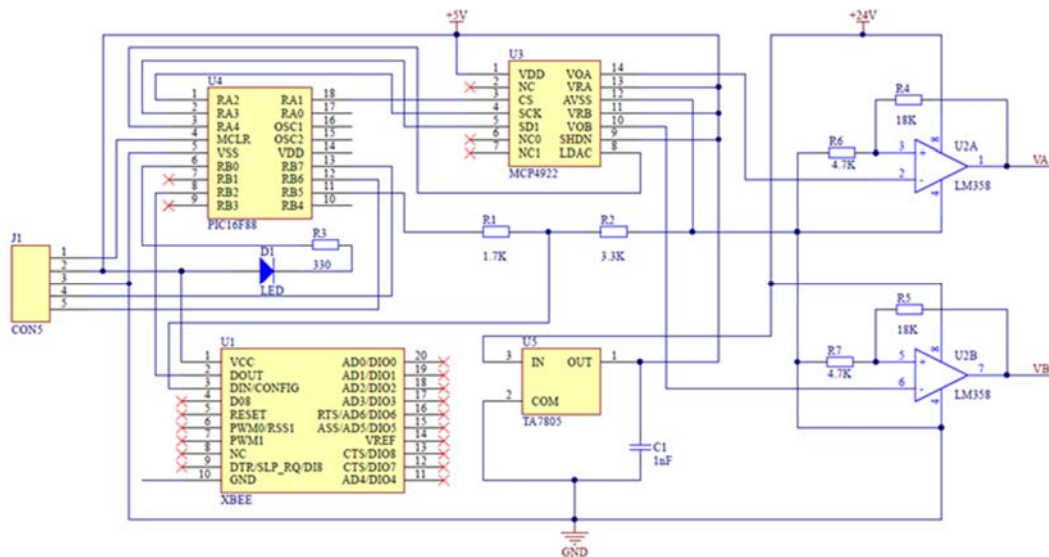 +5V
+24V
U3
1 VDD VOA 14
2 NC VRA 13
3 CS AVSS 12
4 SCK VRB 11
5 SD1 VOB 10
6 NC0 SHDN 9
7 NC1 LDAC 8
MCP4922
U4
1 RA2 RA1 18
2 RA3 RA0 17
3 RA4 OSC1 16
4 MCLR OSC2 15
5 VSS VDD 14
6 RB0 RB7 13
7 RB1 RB6 12
8 RB2 RB5 11
9 RB3 RB4 10
PIC16F88
R4
18K
R6
4.7K
3 +
2 -
8
4
1
U2A
LM358
VA
R1
1.7K
R2
3.3K
R3
330
D1
LED
J1
1
2
3
4
5
CON5
U1
1 VCC AD0/DIO0 20
2 DOUT AD1/DIO1 19
3 DIN/CONFIG AD2/DIO2 18
4 D08 AD3/DIO3 17
5 RESET RTS/AD6/DIO6 16
6 PWM0/RSS1 ASS/AD5/DIO5 15
7 PWM1 VREF 14
8 NC CTS/DIO8 13
9 DTR/SLP_RQ/DI8 CTS/DIO7 12
10 GND AD4/DIO4 11
XBEE
U5
3 IN OUT 1
2 COM
TA7805
C1
1nF
GND
R5
18K
R7
4.7K
5 +
6 -
8
4
7
U2B
LM358
VB